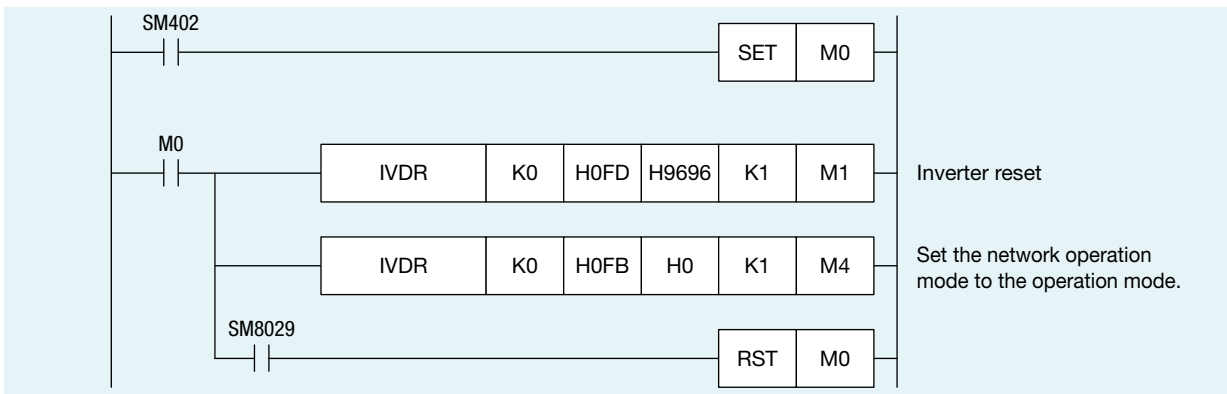 SM402
SET M0
M0
IVDR K0 H0FD H9696 K1 M1 Inverter reset
IVDR K0 H0FB H0 K1 M4 Set the network operation
mode to the operation mode.
SM8029
RST M0